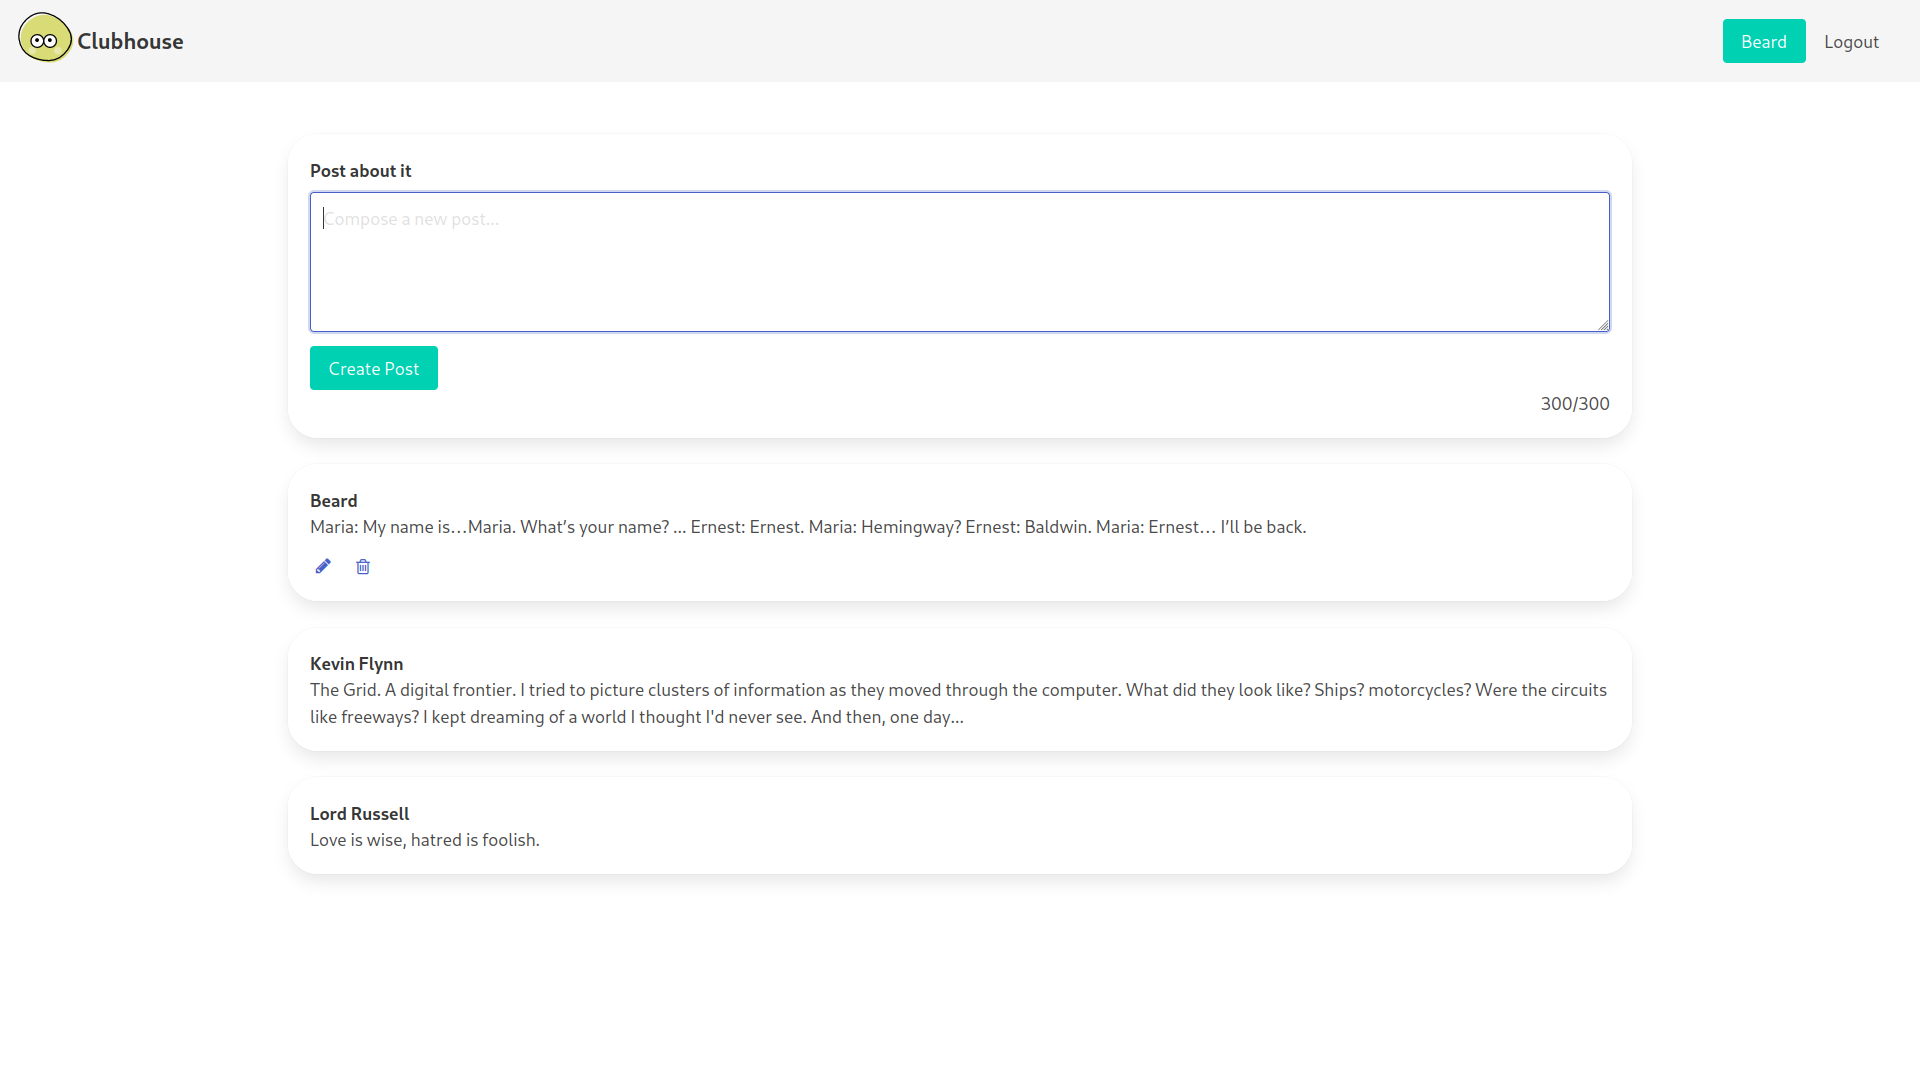 Clubhouse
Beard
Logout
Post about it
Compose a new post...
Create Post
300/300
Beard
Maria: My name is…Maria. What’s your name? ... Ernest: Ernest. Maria: Hemingway? Ernest: Baldwin. Maria: Ernest… I’ll be back.
Kevin Flynn
The Grid. A digital frontier. I tried to picture clusters of information as they moved through the computer. What did they look like? Ships? motorcycles? Were the circuits
like freeways? I kept dreaming of a world I thought I'd never see. And then, one day...
Lord Russell
Love is wise, hatred is foolish.